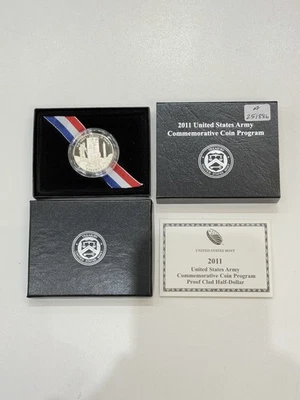 2011 United States Army
Commemorative Coin Program
251586
UNITED STATES MINT
2011
United States Army
Commemorative Coin Program
Proof Clad Half-Dollar